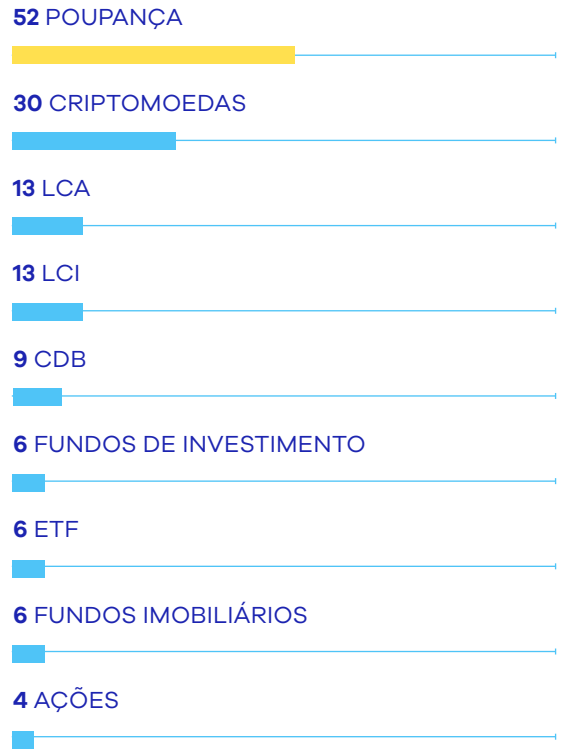 52 POUPANÇA
30 CRIPTOMOEDAS
13 LCA
13 LCI
9 CDB
6 FUNDOS DE INVESTIMENTO
6 ETF
6 FUNDOS IMOBILIÁRIOS
4 AÇÕES